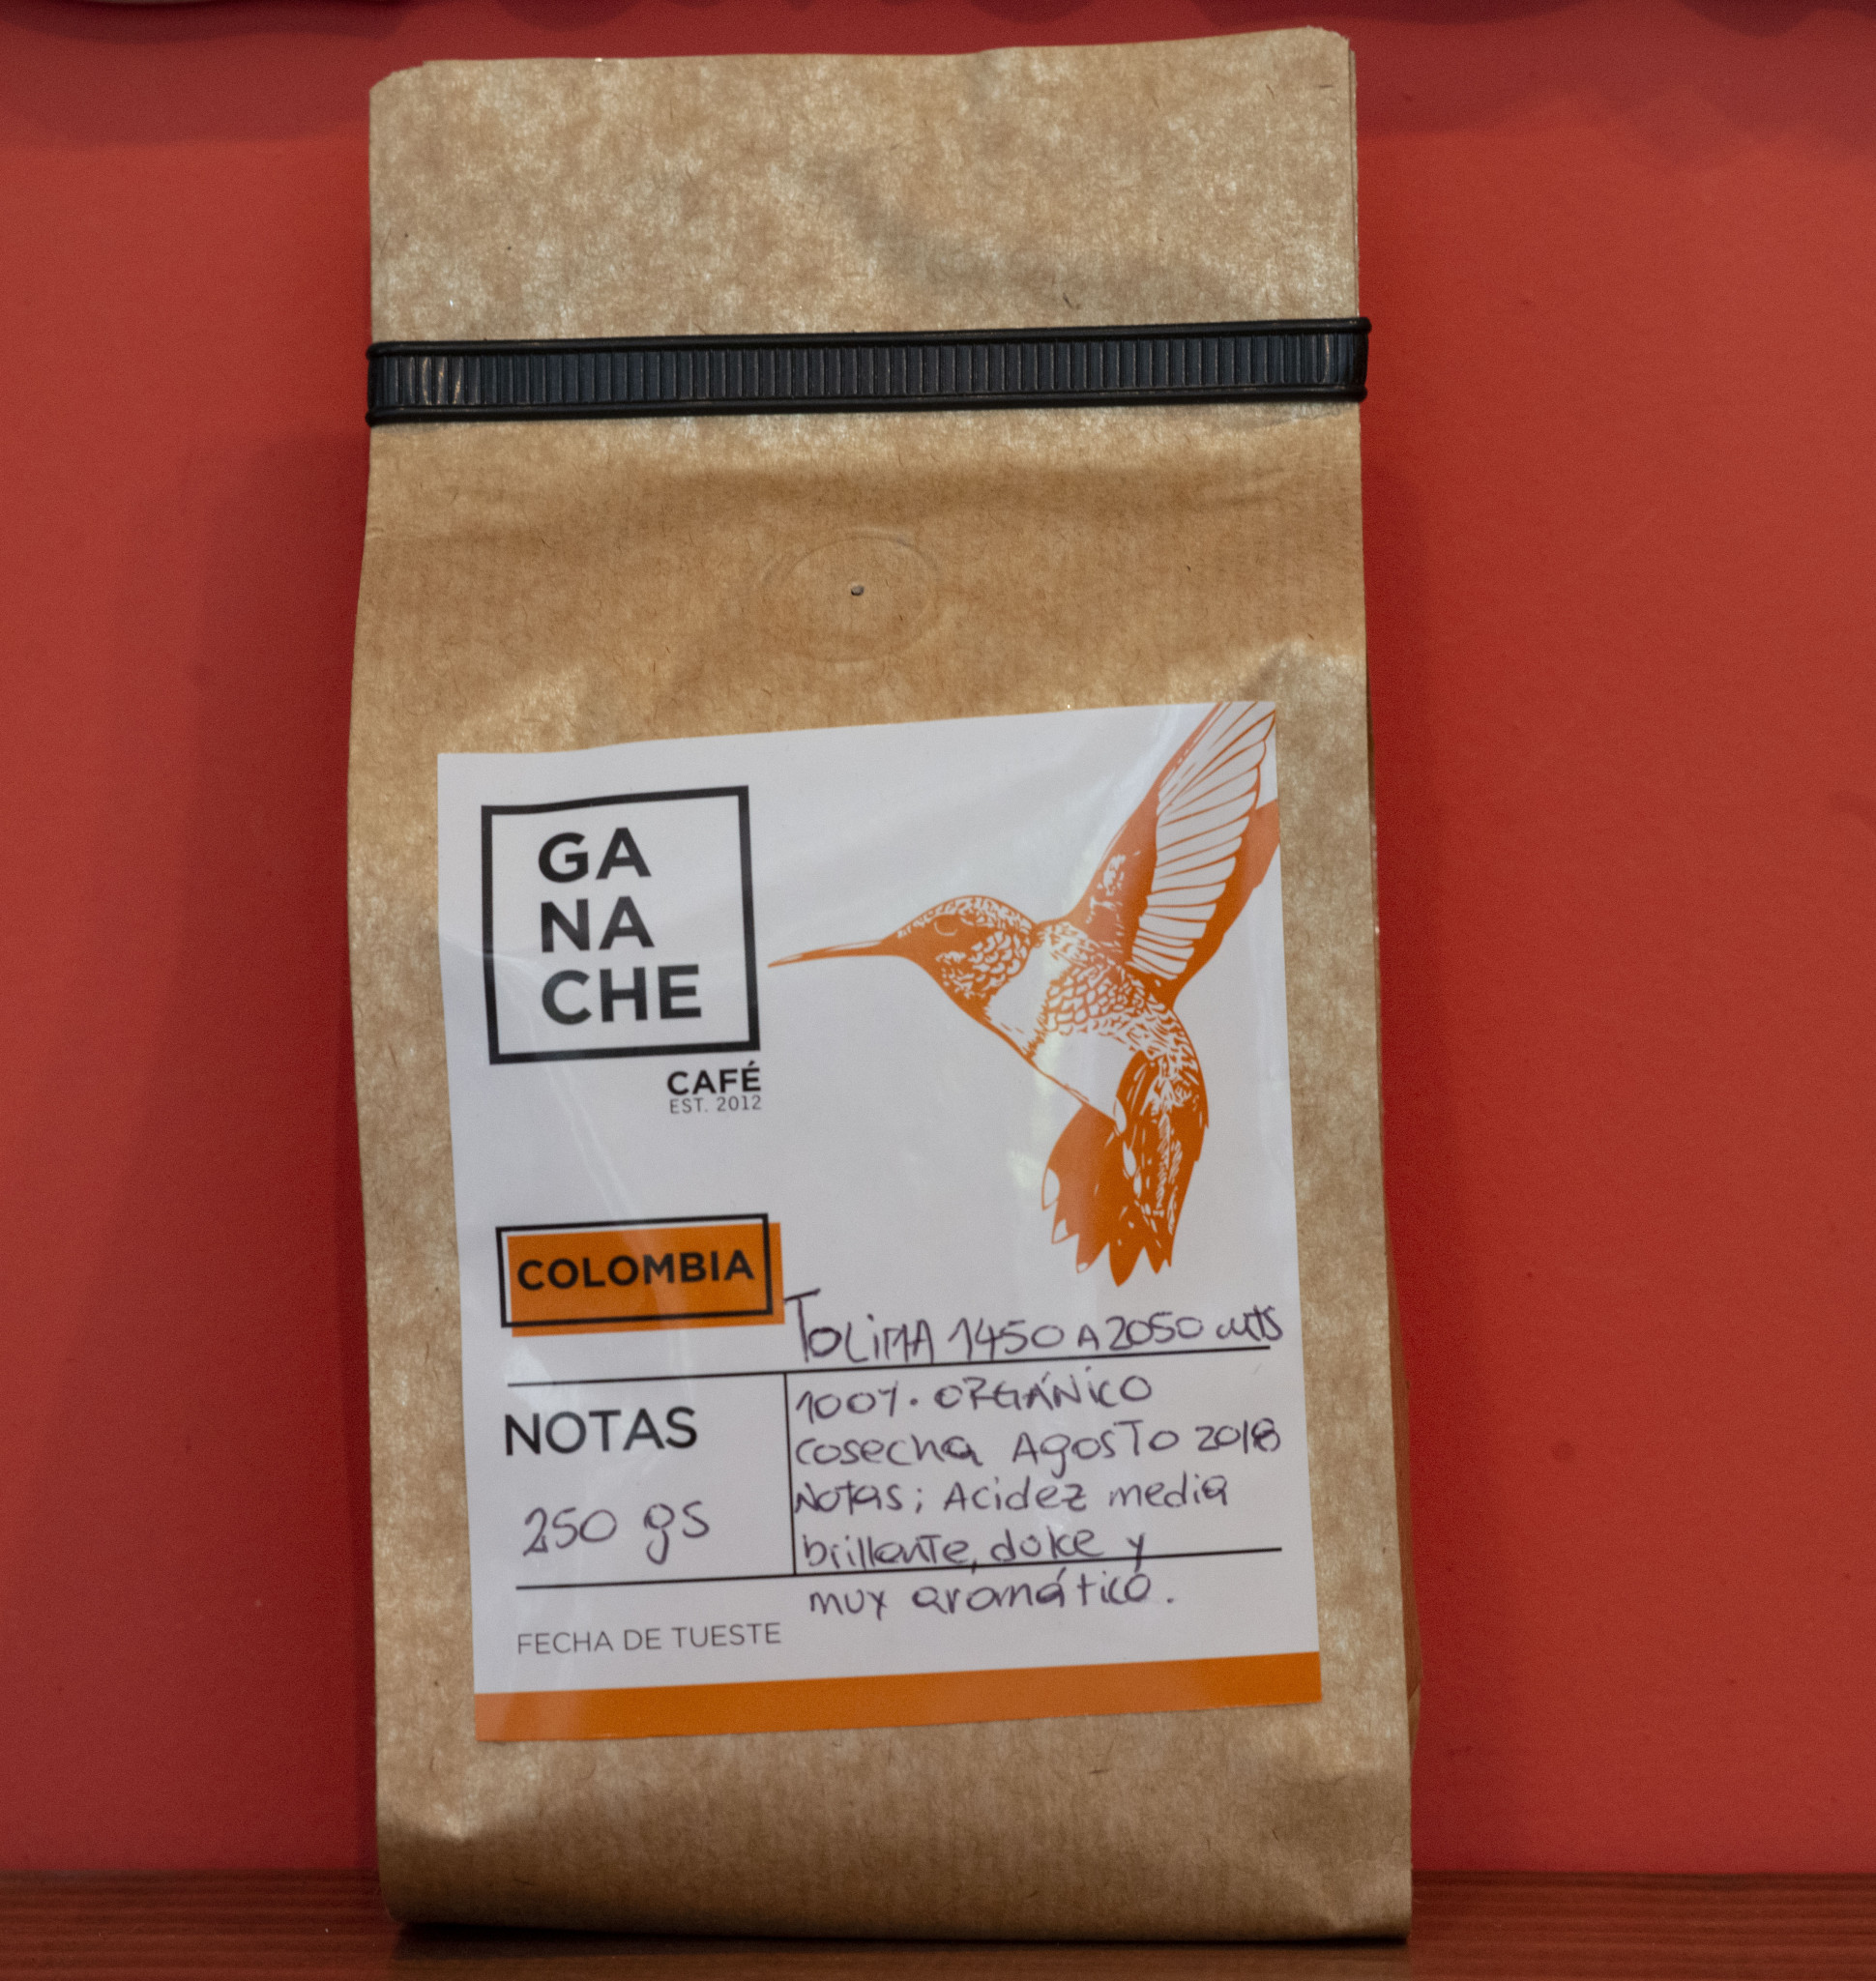 GA
NA
CHE
CAFÉ
EST. 2012
COLOMBIA
TOLIMA 1450 A 2050 mts
NOTAS
250 gs
100%. ORGÁNICO
cosecha Agosto 2018
Notas; Acidez media
brillante, dulce y
muy aromático.
FECHA DE TUESTE